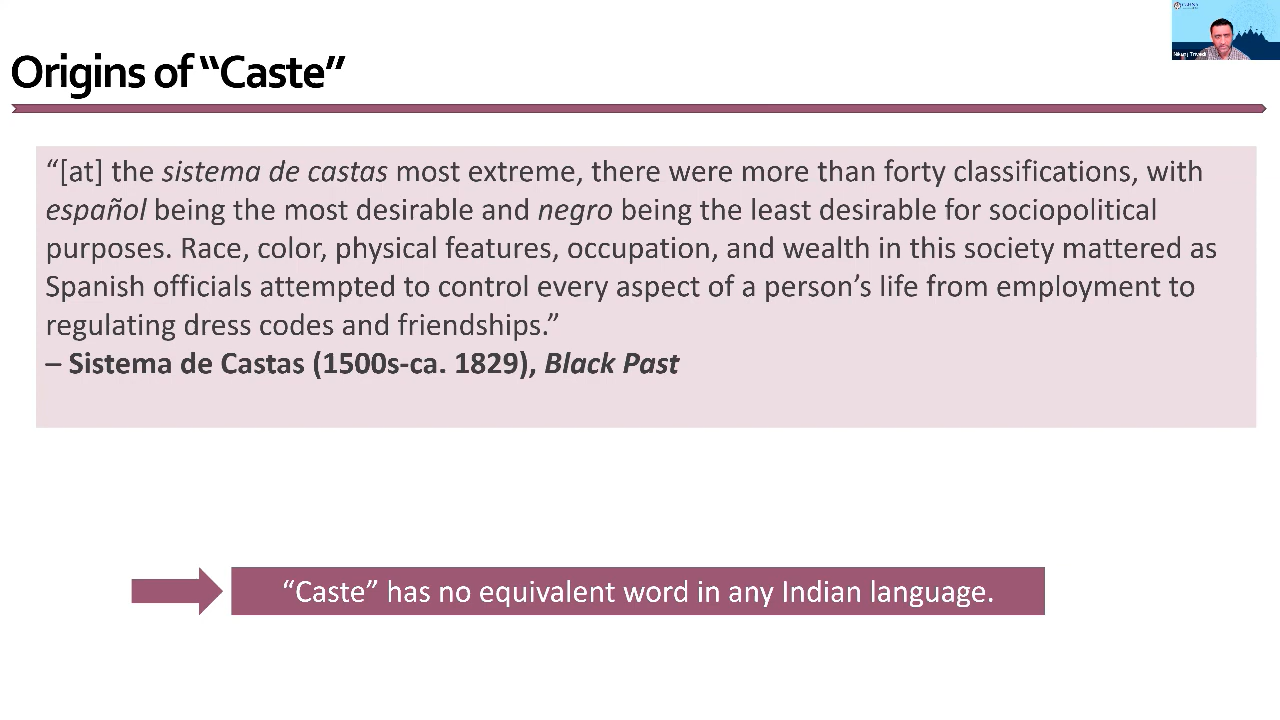 Origins of “Caste”
“[at] the sistema de castas most extreme, there were more than forty classifications, with
español being the most desirable and negro being the least desirable for sociopolitical
purposes. Race, color, physical features, occupation, and wealth in this society mattered as
Spanish officials attempted to control every aspect of a person’s life from employment to
regulating dress codes and friendships.”
– Sistema de Castas (1500s-ca. 1829), Black Past
“Caste” has no equivalent word in any Indian language.